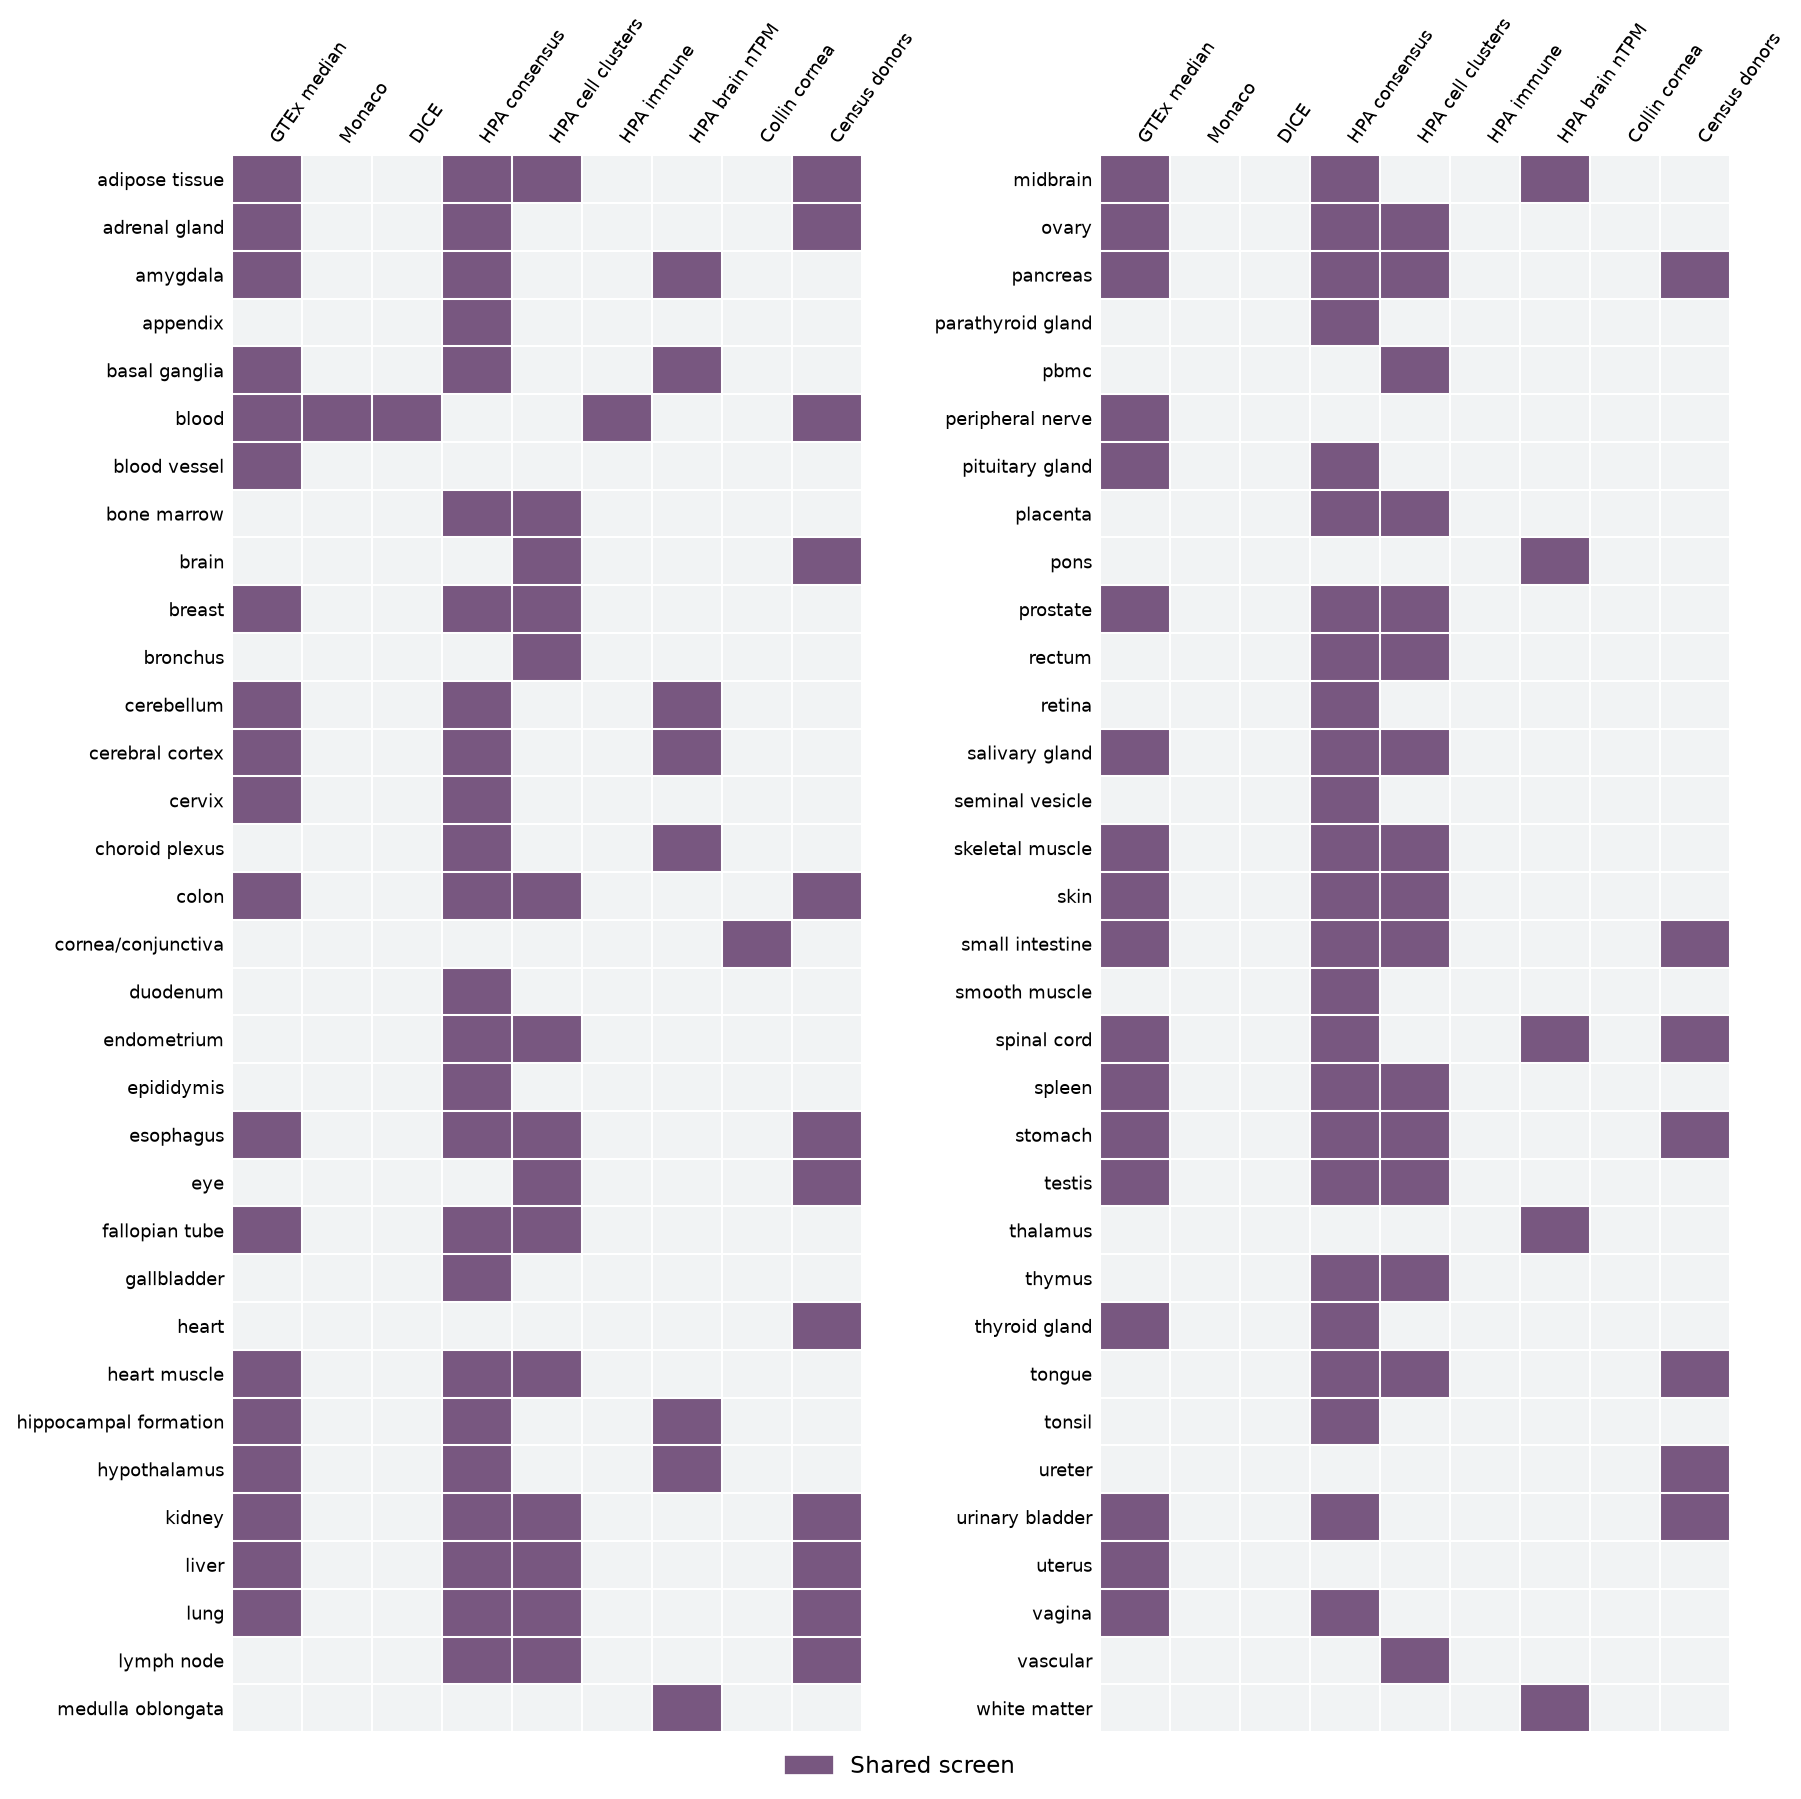 GTEx median
Monaco
DICE
HPA consensus
HPA cell clusters
HPA immune
HPA brain nTPM
Collin cornea
Census donors
adipose tissue
adrenal gland
amygdala
appendix
basal ganglia
blood
blood vessel
bone marrow
brain
breast
bronchus
cerebellum
cerebral cortex
cervix
choroid plexus
colon
cornea/conjunctiva
duodenum
endometrium
epididymis
esophagus
eye
fallopian tube
gallbladder
heart
heart muscle
hippocampal formation
hypothalamus
kidney
liver
lung
lymph node
medulla oblongata
GTEx median
Monaco
DICE
HPA consensus
HPA cell clusters
HPA immune
HPA brain nTPM
Collin cornea
Census donors
midbrain
ovary
pancreas
parathyroid gland
pbmc
peripheral nerve
pituitary gland
placenta
pons
prostate
rectum
retina
salivary gland
seminal vesicle
skeletal muscle
skin
small intestine
smooth muscle
spinal cord
spleen
stomach
testis
thalamus
thymus
thyroid gland
tongue
tonsil
ureter
urinary bladder
uterus
vagina
vascular
white matter
Shared screen